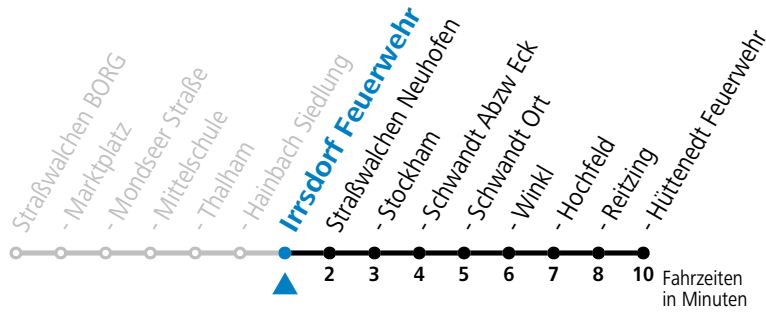 Straßwalchen BORG
- Marktplatz
- Mondseer Straße
- Mittelschule
- Thalham
- Hainbach Siedlung
Irrsdorf Feuerwehr
Straßwalchen Neuhofen
- Stockham
- Schwandt Abzw Eck
- Schwandt Ort
- Winkl
- Hochfeld
- Reitzing
- Hüttenedt Feuerwehr
2 3 4 5 6 7 8 10
Fahrzeiten
in Minuten